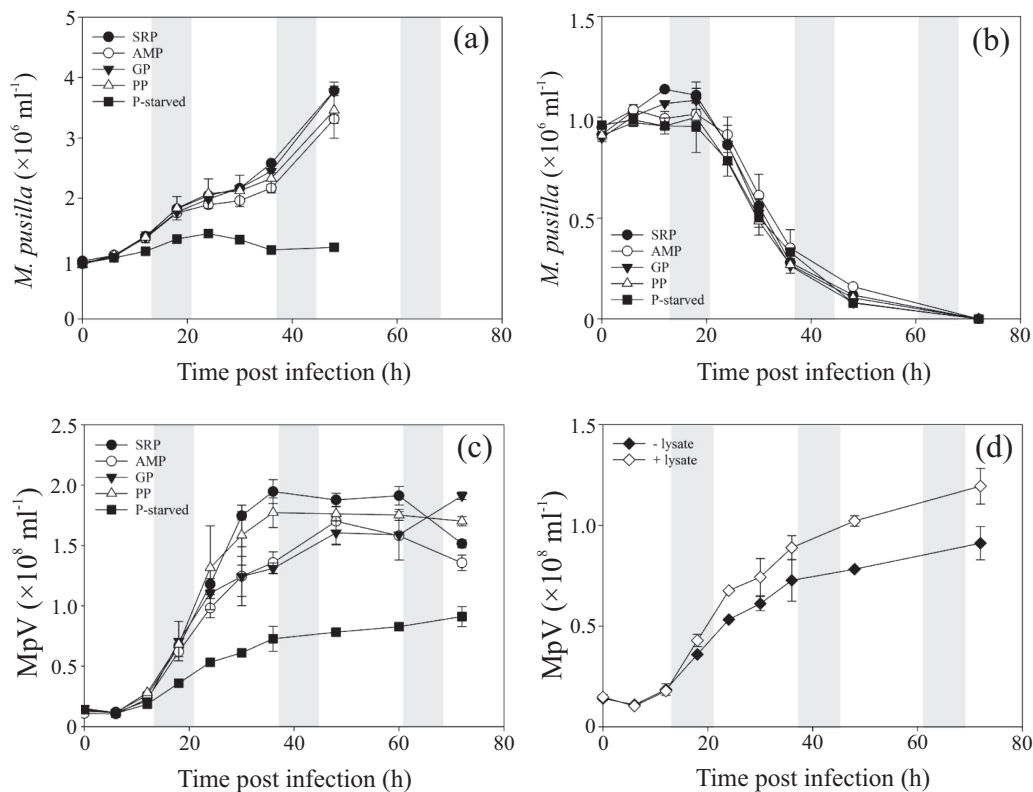 (a)
5
4
3
2
1
0
M. pusilla (×10⁶ ml⁻¹)
SRP
AMP
GP
PP
P-starved
0 20 40 60 80
Time post infection (h)
(b)
1.5
1.0
0.5
0
M. pusilla (×10⁶ ml⁻¹)
SRP
AMP
GP
PP
P-starved
0 20 40 60 80
Time post infection (h)
(c)
2.5
2.0
1.5
1.0
0.5
0
MpV (×10⁸ ml⁻¹)
SRP
AMP
GP
PP
P-starved
0 20 40 60 80
Time post infection (h)
(d)
1.5
1.0
0.5
0
MpV (×10⁸ ml⁻¹)
- lysate
+ lysate
0 20 40 60 80
Time post infection (h)